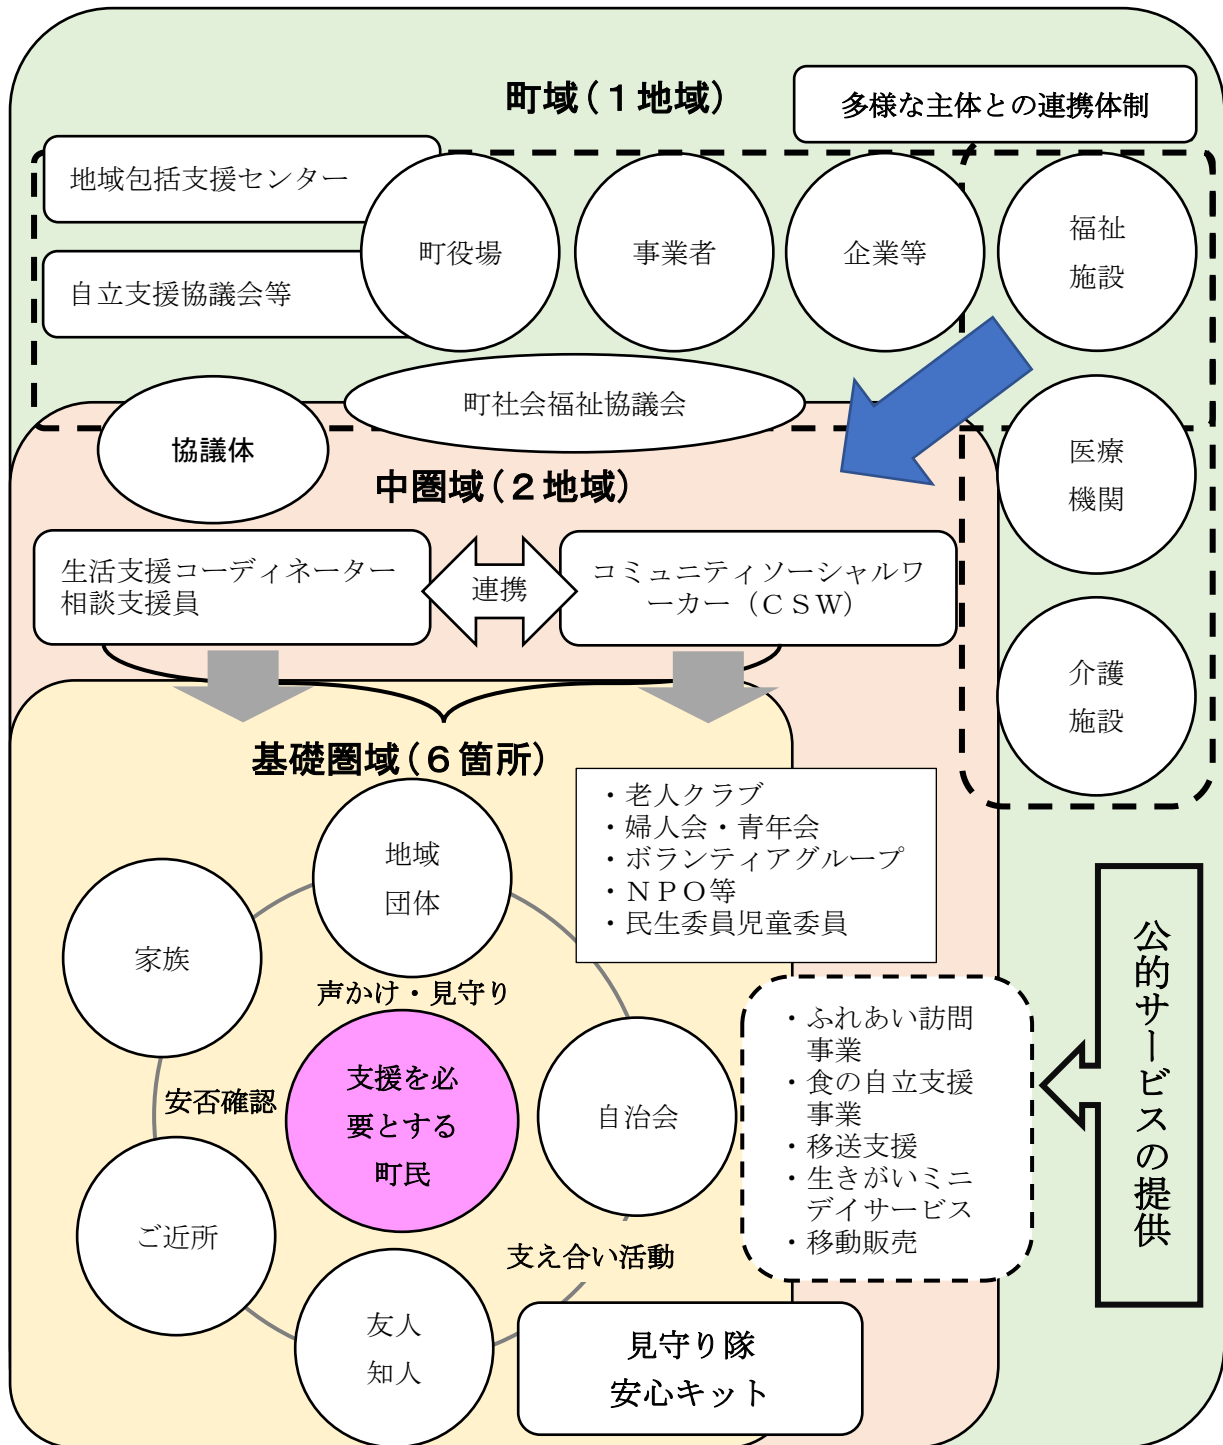 町域（１地域）
多様な主体との連携体制
地域包括支援センター
自立支援協議会等
町役場
事業者
企業等
福祉
施設
町社会福祉協議会
協議体
医療
機関
中圏域（２地域）
生活支援コーディネーター
相談支援員
連携
コミュニティソーシャルワ
ーカー（ＣＳＷ）
介護
施設
基礎圏域（６箇所）
・老人クラブ
・婦人会・青年会
・ボランティアグループ
・ＮＰＯ等
・民生委員児童委員
地域
団体
家族
声かけ・見守り
支援を必
要とする
町民
安否確認
自治会
ご近所
支え合い活動
友人
知人
・ふれあい訪問
事業
・食の自立支援
事業
・移送支援
・生きがいミニ
デイサービス
・移動販売
公的サービスの提供
見守り隊
安心キット